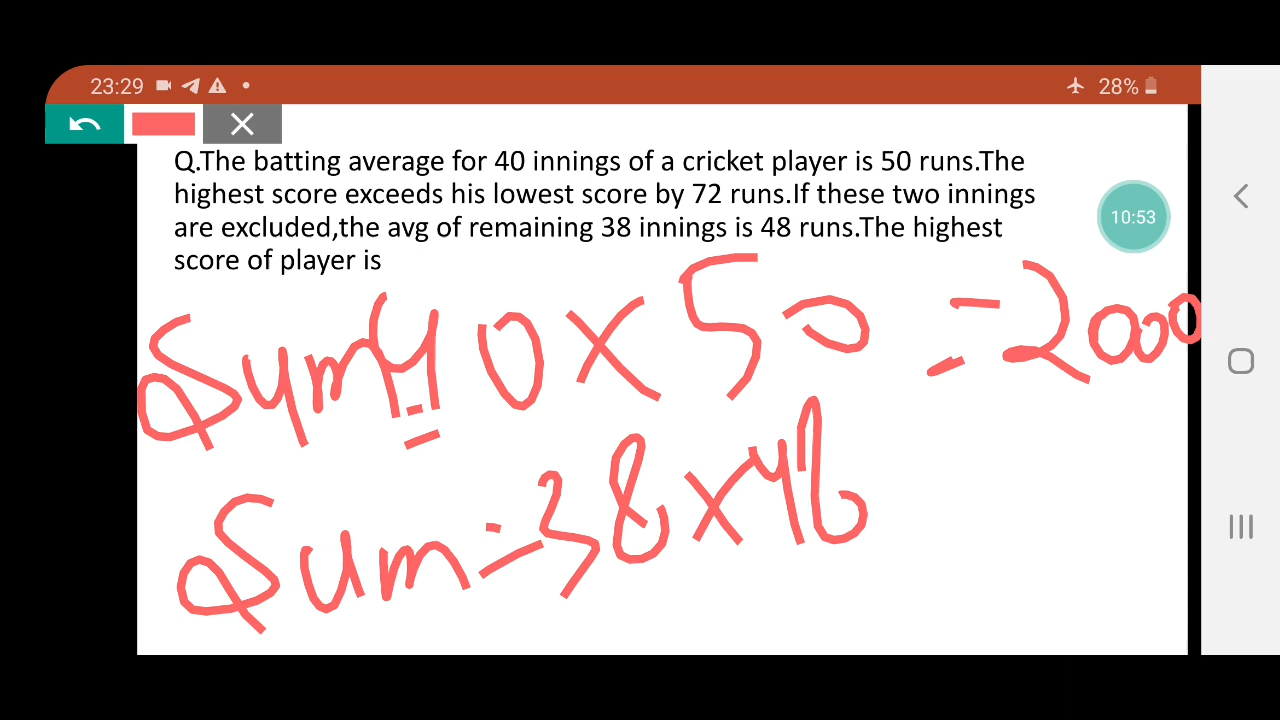 23:29
28%
Q.The batting average for 40 innings of a cricket player is 50 runs.The
highest score exceeds his lowest score by 72 runs.If these two innings
are excluded,the avg of remaining 38 innings is 48 runs.The highest
score of player is
10:53
Sum 40 × 50 = 2000
Sum = 38 × 48